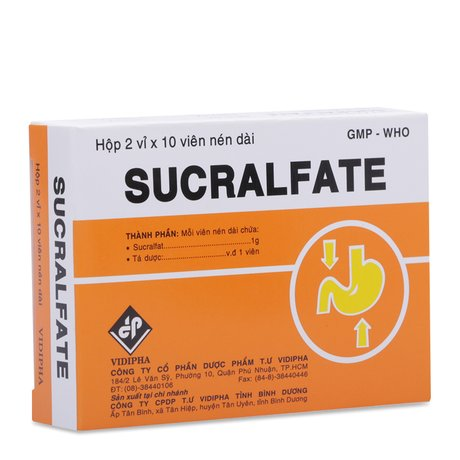 Hộp 2 vỉ x 10 viên nén dài
GMP - WHO
SUCRALFATE
THÀNH PHẦN: Mỗi viên nén dài chứa:
• Sucralfat..............................1g
• Tá dược:..............................v.đ 1 viên
VIDIPHA
CÔNG TY CỔ PHẦN DƯỢC PHẨM T.Ư VIDIPHA
184/2 Lê Văn Sỹ, Phường 10, Quận Phú Nhuận, TP.HCM
ĐT: (08)-38440106 Fax: (84-8)-38440446
Sản xuất tại chi nhánh
CÔNG TY CPDP T.Ư VIDIPHA TỈNH BÌNH DƯƠNG
Ấp Tân Bình, xã Tân Hiệp, huyện Tân Uyên, tỉnh Bình Dương
Hộp 2 vỉ x 10 viên nén dài
SUCRALFATE
VIDIPHA